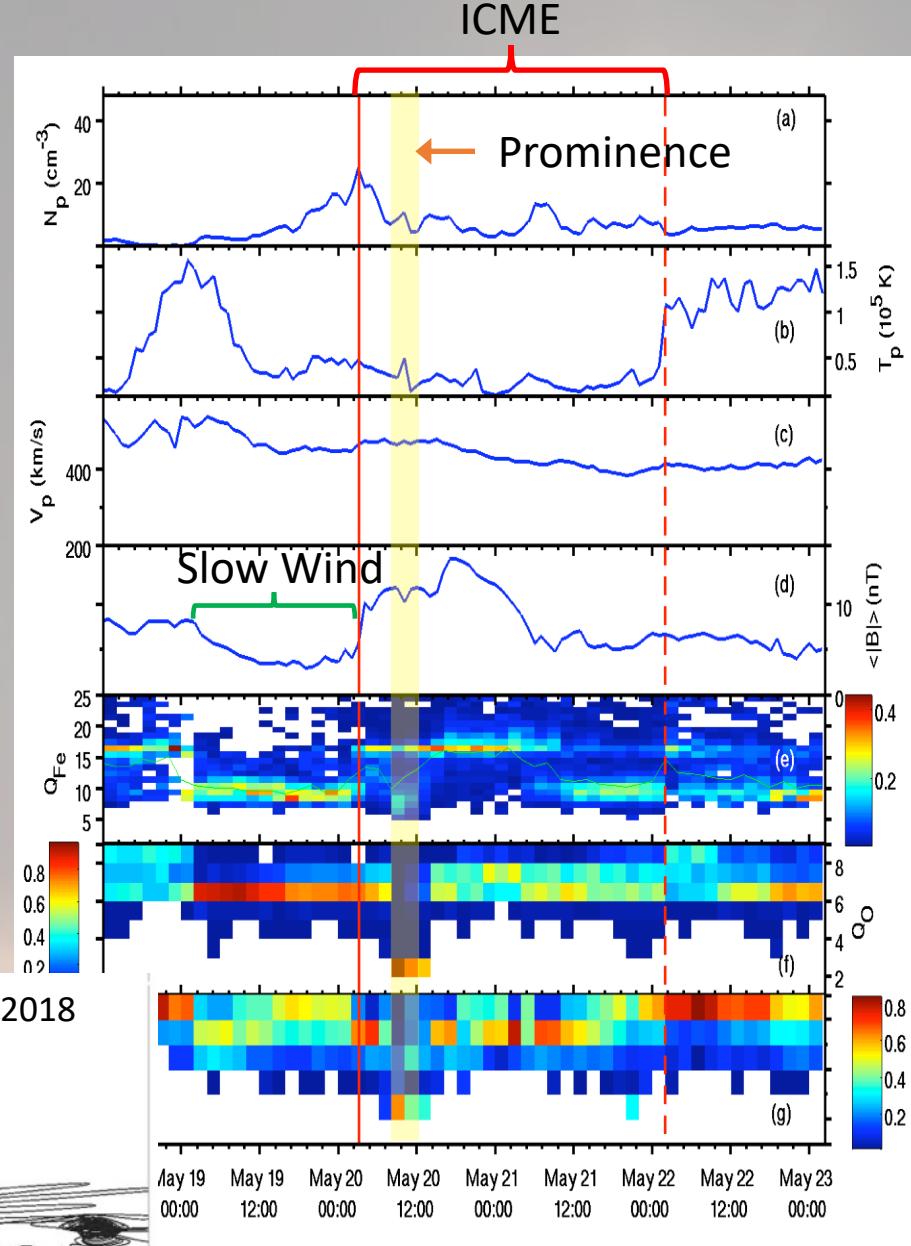 ICME
(a)
40
20
N_p (cm^-3)
Prominence
(b)
1.5
1
0.5
T_p (10^5 K)
(c)
400
200
V_p (km/s)
Slow Wind
(d)
10
0
<|B|> (nT)
25
20
15
10
5
Q_Fe
(e)
0.4
0.2
0.8
0.6
0.4
0.2
(f)
8
6
4
2
Q_O
2018
(g)
0.8
0.6
0.4
0.2
May 19 May 19 May 20 May 20 May 21 May 21 May 22 May 22 May 23
00:00 12:00 00:00 12:00 00:00 12:00 00:00 12:00 00:00